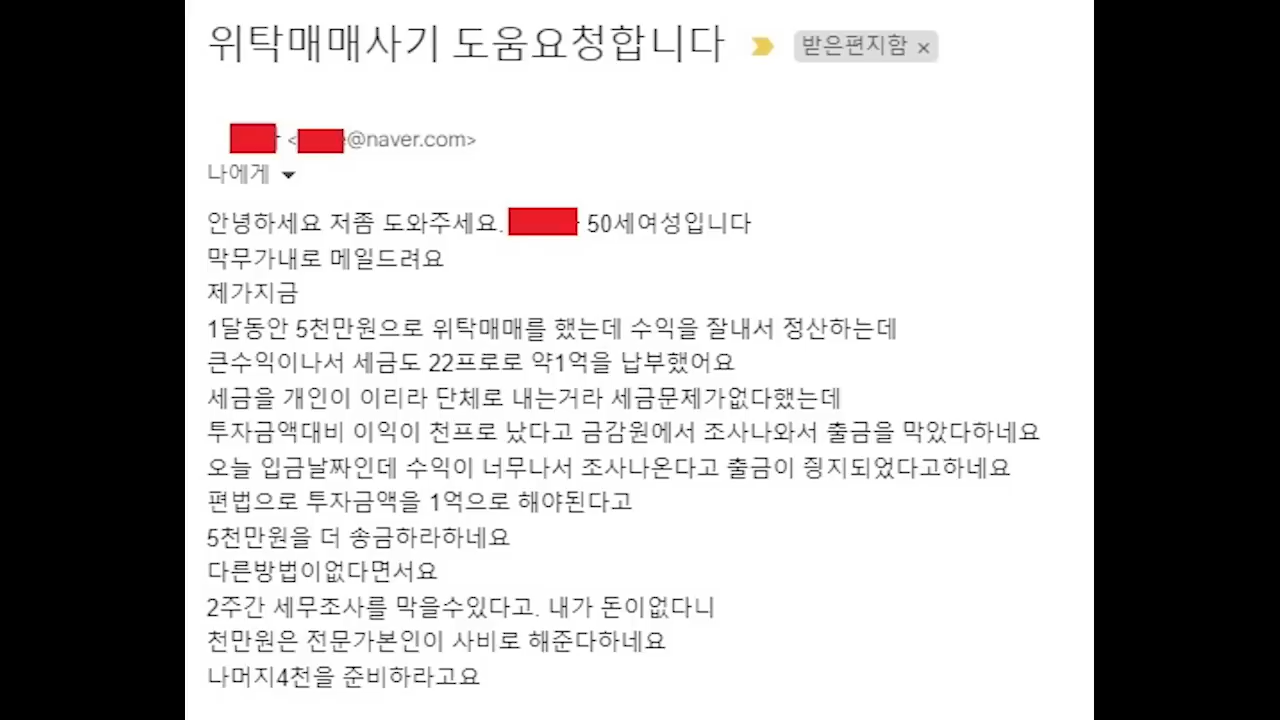 위탁매매사기 도움요청합니다 받은편지함 ×
< @naver.com>
나에게
안녕하세요 저좀 도와주세요. 50세여성입니다
막무가내로 메일드려요
제가지금
1달동안 5천만원으로 위탁매매를 했는데 수익을 잘내서 정산하는데
큰수익이나서 세금도 22프로로 약1억을 납부했어요
세금을 개인이 이리라 단체로 내는거라 세금문제가없다했는데
투자금액대비 이익이 천프로 났다고 금감원에서 조사나와서 출금을 막았다하네요
오늘 입금날짜인데 수익이 너무나서 조사나온다고 출금이 징지되었다고하네요
편법으로 투자금액을 1억으로 해야된다고
5천만원을 더 송금하라하네요
다른방법이없다면서요
2주간 세무조사를 막을수있다고. 내가 돈이없다니
천만원은 전문가본인이 사비로 해준다하네요
나머지4천을 준비하라고요